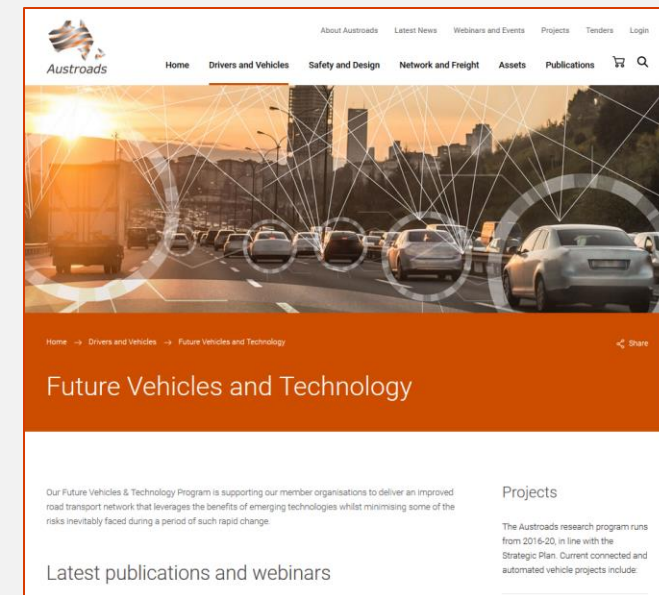 About Austroads Latest News Webinars and Events Projects Tenders Login
Austroads
Home Drivers and Vehicles Safety and Design Network and Freight Assets Publications
Home → Drivers and Vehicles → Future Vehicles and Technology
Share
Future Vehicles and Technology
Our Future Vehicles & Technology Program is supporting our member organisations to deliver an improved
road transport network that leverages the benefits of emerging technologies whilst minimising some of the
risks inevitably faced during a period of such rapid change.
Latest publications and webinars
Projects
The Austroads research program runs
from 2016-20, in line with the
Strategic Plan. Current connected and
automated vehicle projects include: